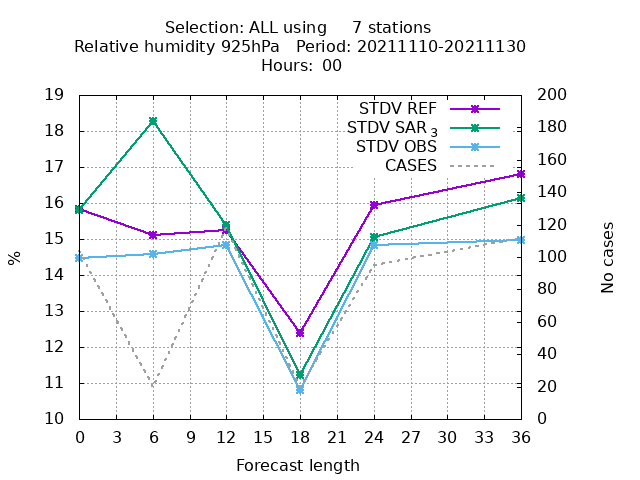 Selection: ALL using 7 stations
Relative humidity 925hPa Period: 20211110-20211130
Hours: 00
STDV REF
STDV SAR3
STDV OBS
CASES
19
18
17
16
15
14
13
12
11
10
%
200
180
160
140
120
100
80
60
40
20
0
No cases
0 3 6 9 12 15 18 21 24 27 30 33 36
Forecast length